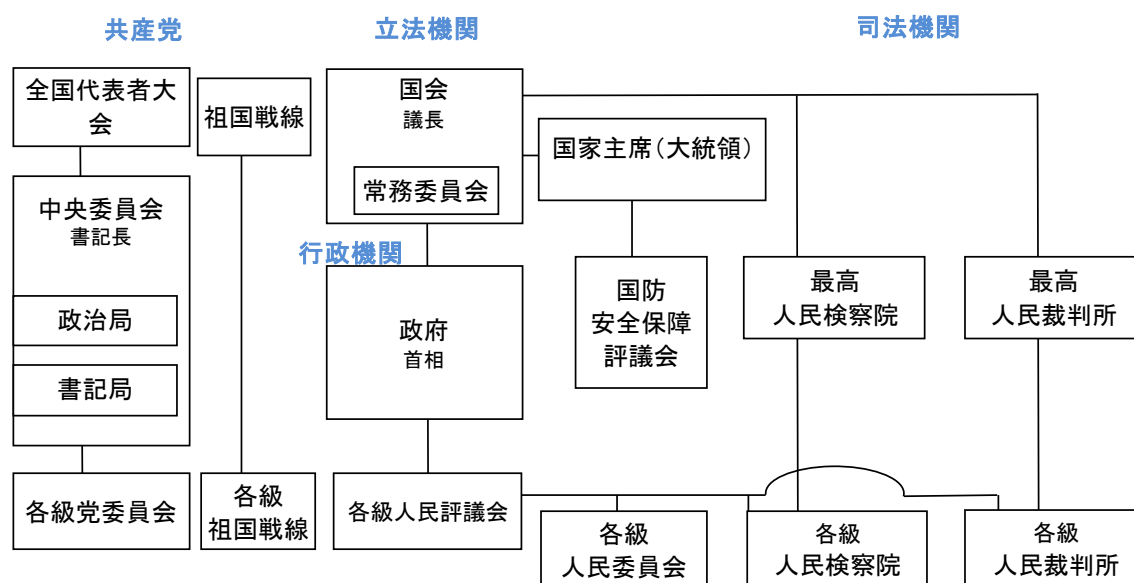 共産党
立法機関
司法機関
全国代表者大
会
祖国戦線
国会
議長
常務委員会
国家主席(大統領)
中央委員会
書記長
政治局
書記局
行政機関
政府
首相
国防
安全保障
評議会
最高
人民検察院
最高
人民裁判所
各級党委員会
各級
祖国戦線
各級人民評議会
各級
人民委員会
各級
人民検察院
各級
人民裁判所